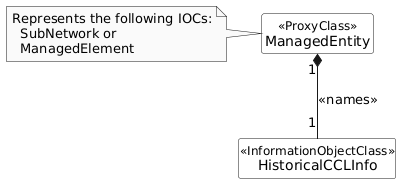 Represents the following IOCs:
SubNetwork or
ManagedElement
«ProxyClass»
ManagedEntity
1
«names»
1
«InformationObjectClass»
HistoricalCCLInfo